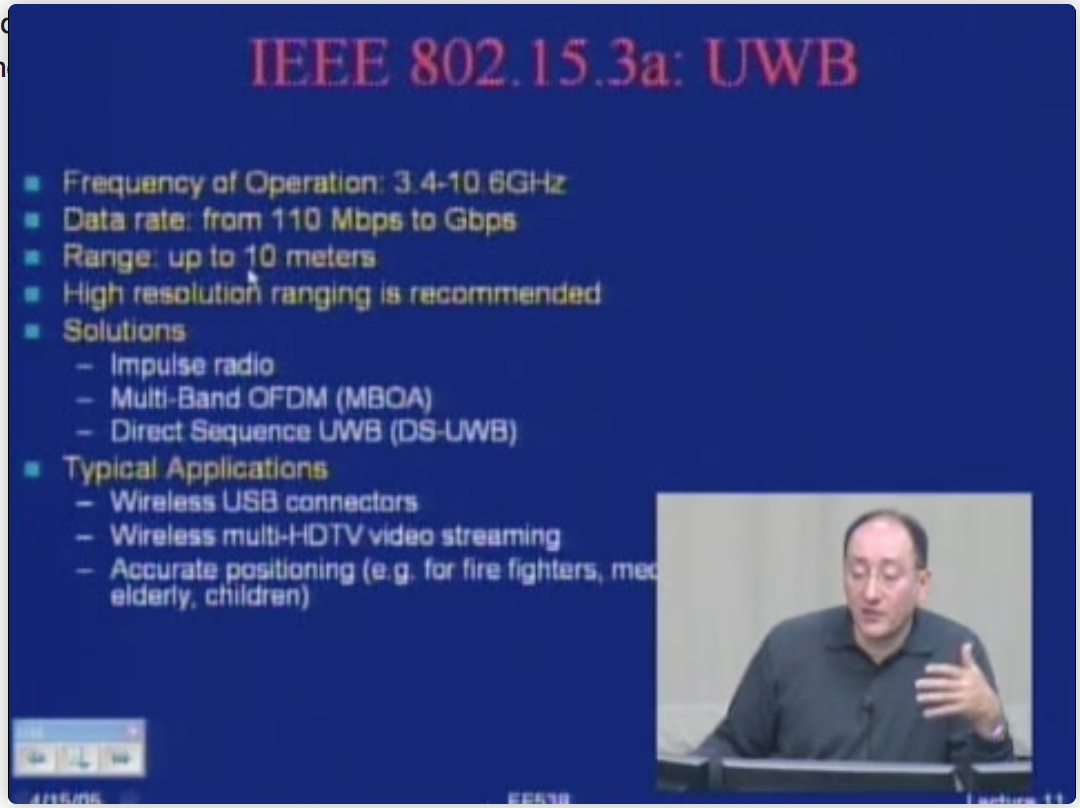 IEEE 802.15.3a: UWB
Frequency of Operation: 3.4-10.6GHz
Data rate: from 110 Mbps to Gbps
Range: up to 10 meters
High resolution ranging is recommended
Solutions
– Impulse radio
– Multi-Band OFDM (MBOA)
– Direct Sequence UWB (DS-UWB)
Typical Applications
– Wireless USB connectors
– Wireless multi-HDTV video streaming
– Accurate positioning (e.g. for fire fighters, med
elderly, children)
4/15/05 EE538 Lecture 11